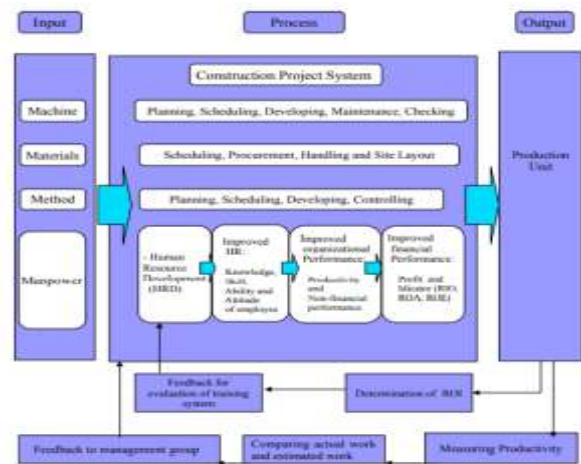 Input
Process
Output
Construction Project System
Machine
Planning, Scheduling, Developing, Maintenance, Checking
Materials
Scheduling, Procurement, Handling and Site Layout
Production
Unit
Method
Planning, Scheduling, Developing, Controlling
Manpower
- Human
Resource
Development
(HRD)
Improved
HR:
Knowledge,
Skill,
Ability and
Attitude
of employee
Improved
organizational
Performance:
Productivity
and
Non-financial
performance
Improved
financial
Performance:
Profit and
ROA,
Feedback for
evaluation of training
system
Determination of ROI
Feedback to management group
Comparing actual work
and estimated work
Measuring Productivity